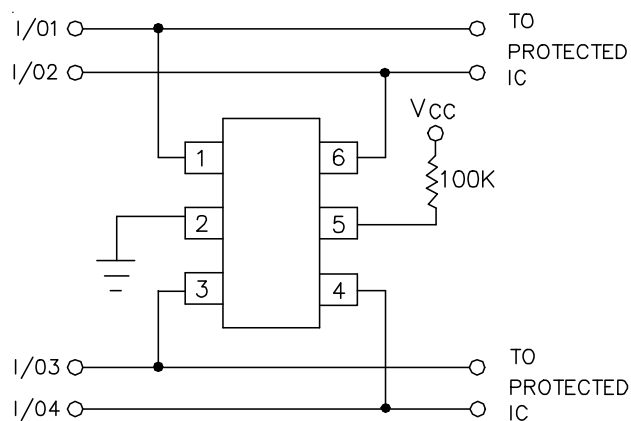 I/01
TO
PROTECTED
IC
I/02
VCC
100K
1
6
2
5
3
4
I/03
TO
PROTECTED
IC
I/04